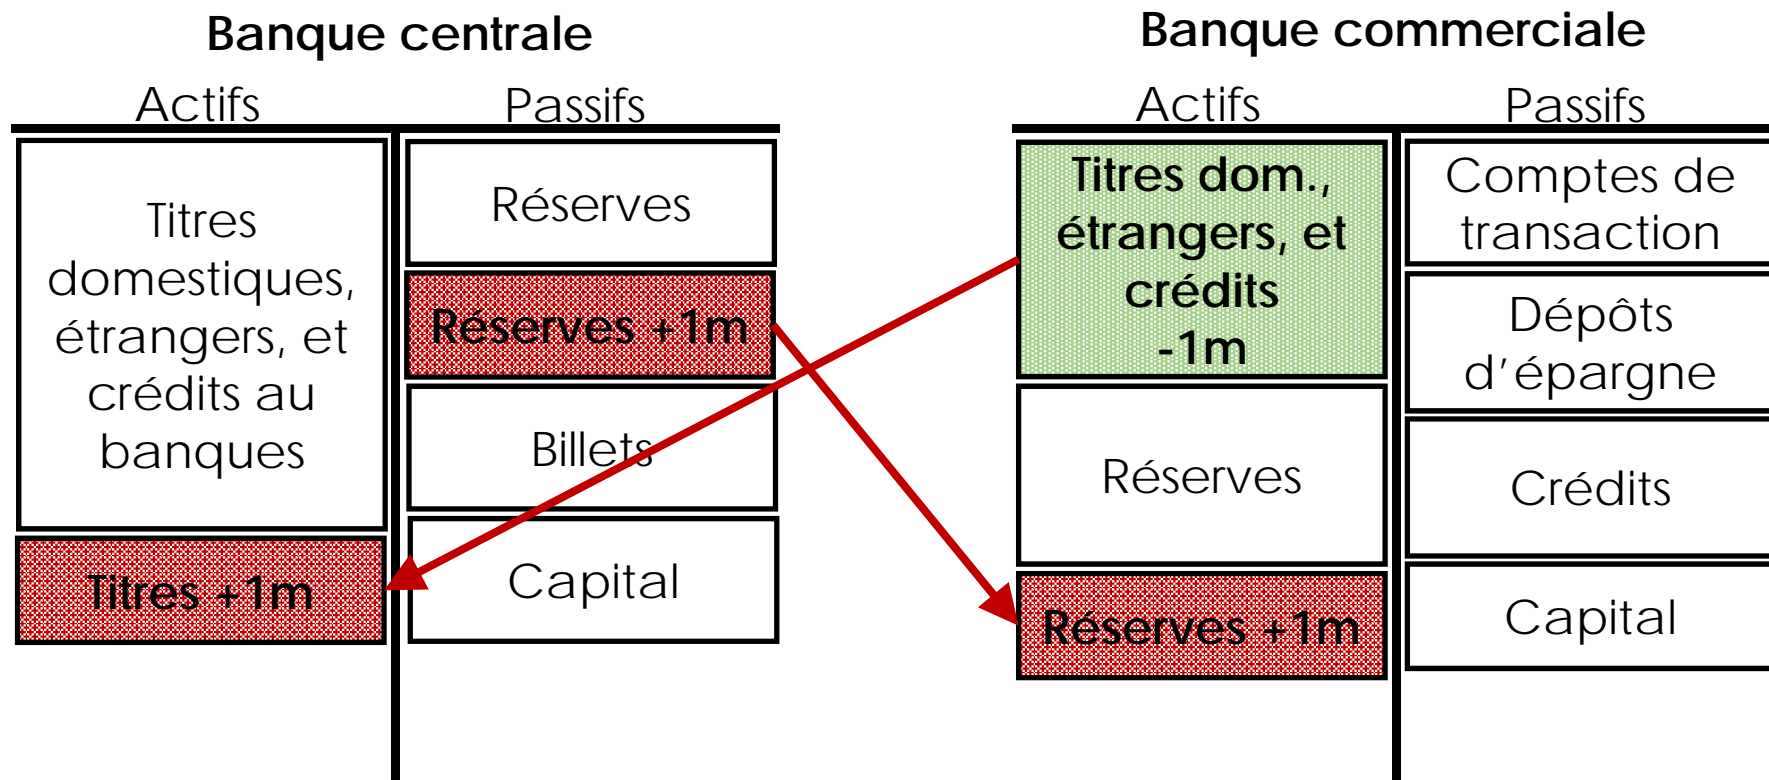 Banque centrale
Actifs
Passifs
Titres
domestiques,
étrangers, et
crédits au
banques
Titres +1m
Réserves
Réserves +1m
Billets
Capital
Banque commerciale
Actifs
Passifs
Titres dom.,
étrangers, et
crédits
-1m
Réserves
Réserves +1m
Comptes de
transaction
Dépôts
d’épargne
Crédits
Capital